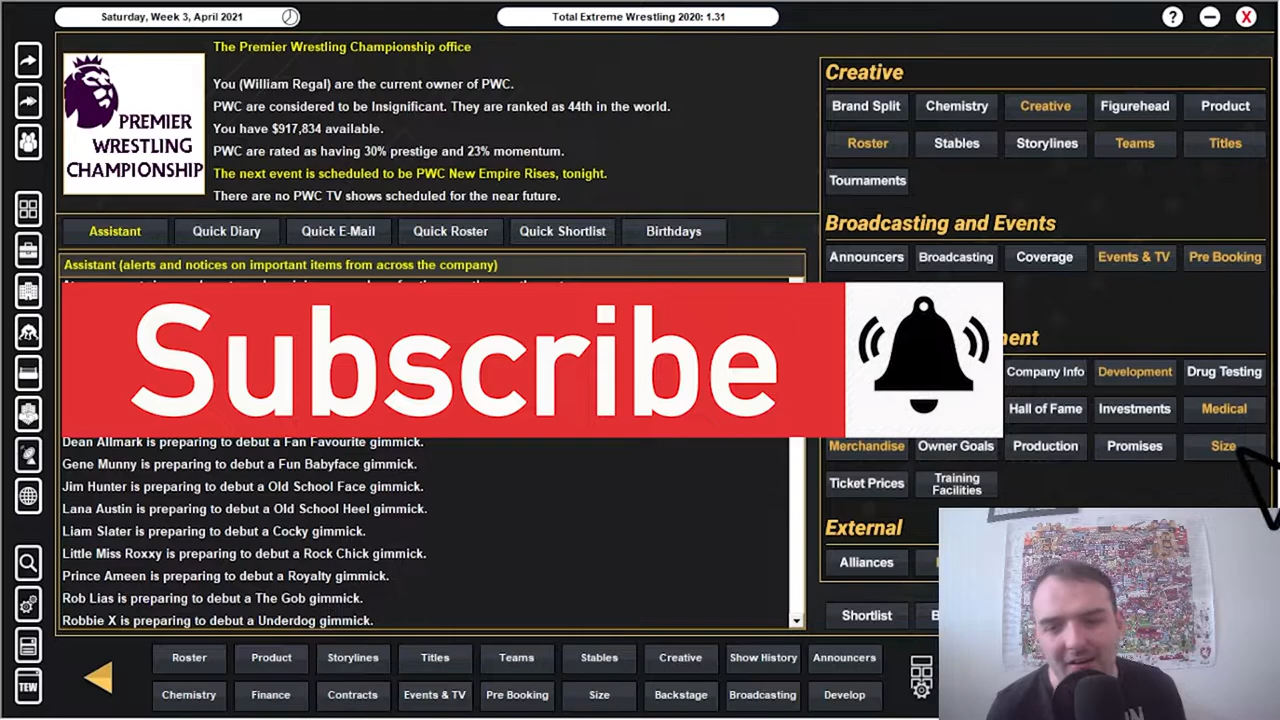 Saturday, Week 3, April 2021
Total Extreme Wrestling 2020: 1.31
?
X
The Premier Wrestling Championship office
PREMIER
WRESTLING
CHAMPIONSHIP
You (William Regal) are the current owner of PWC.
PWC are considered to be Insignificant. They are ranked as 44th in the world.
You have $917,834 available.
PWC are rated as having 30% prestige and 23% momentum.
The next event is scheduled to be PWC New Empire Rises, tonight.
There are no PWC TV shows scheduled for the near future.
Assistant
Quick Diary
Quick E-Mail
Quick Roster
Quick Shortlist
Birthdays
Assistant (alerts and notices on important items from across the company)
Subscribe
Dean Allmark is preparing to debut a Fan Favourite gimmick.
Gene Munny is preparing to debut a Fun Babyface gimmick.
Jim Hunter is preparing to debut a Old School Face gimmick.
Lana Austin is preparing to debut a Old School Heel gimmick.
Liam Slater is preparing to debut a Cocky gimmick.
Little Miss Roxxy is preparing to debut a Rock Chick gimmick.
Prince Ameen is preparing to debut a Royalty gimmick.
Rob Lias is preparing to debut a The Gob gimmick.
Robbie X is preparing to debut a Underdog gimmick.
Creative
Brand Split
Chemistry
Creative
Figurehead
Product
Roster
Stables
Storylines
Teams
Titles
Tournaments
Broadcasting and Events
Announcers
Broadcasting
Coverage
Events & TV
Pre Booking
Company Info
Development
Drug Testing
Hall of Fame
Investments
Medical
Merchandise
Owner Goals
Production
Promises
Size
Ticket Prices
Training
Facilities
External
Alliances
Shortlist
Roster
Product
Storylines
Titles
Teams
Stables
Creative
Show History
Announcers
Chemistry
Finance
Contracts
Events & TV
Pre Booking
Size
Backstage
Broadcasting
Develop
TEW